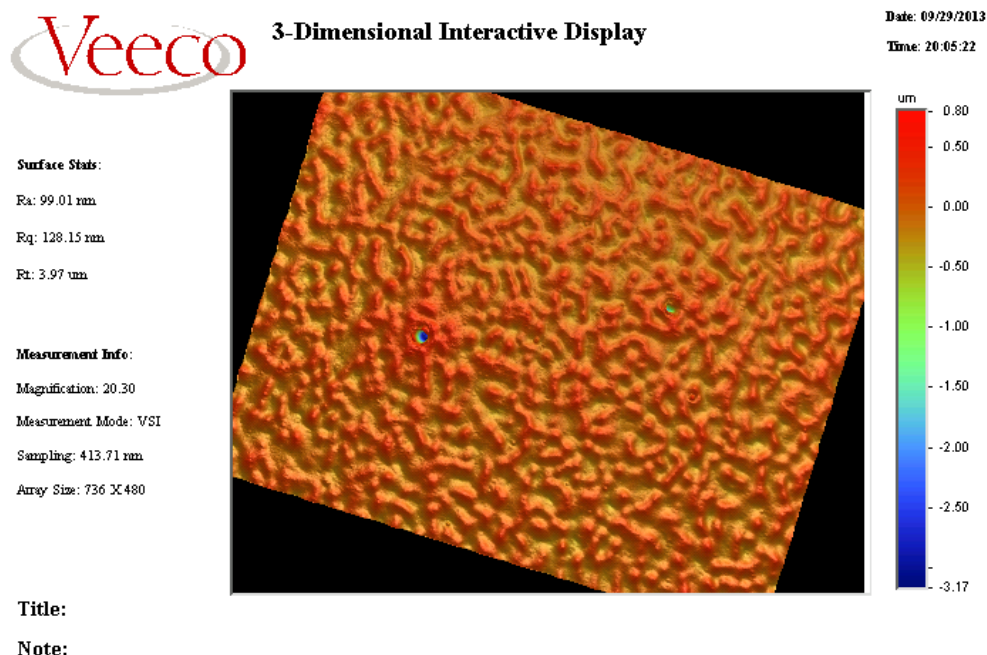 Veeco
3-Dimensional Interactive Display
Date: 09/29/2013
Time: 20:05:22
Surface Stats:
Ra: 99.01 nm
Rq: 128.15 nm
Rt: 3.97 um
Measurement Info:
Magnification: 20.30
Measurement Mode: VSI
Sampling: 413.71 nm
Array Size: 736 X 480
um
0.80
0.50
0.00
-0.50
-1.00
-1.50
-2.00
-2.50
-3.17
Title:
Note: